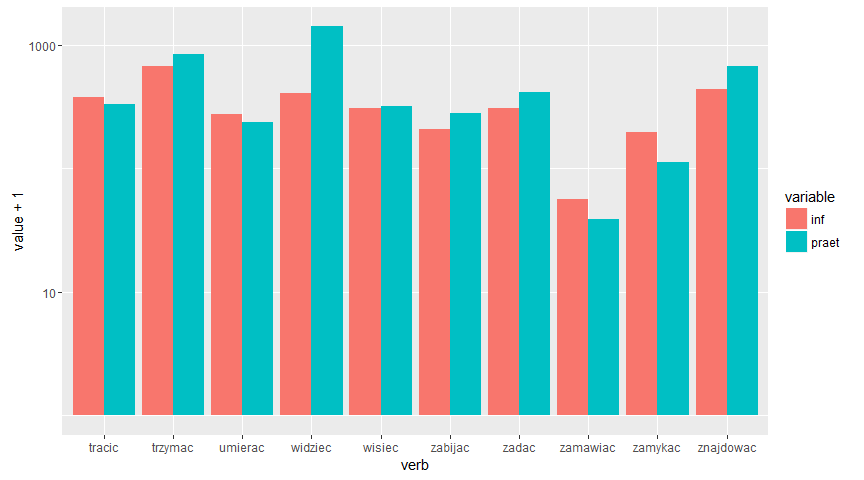 1000
10
value + 1
tracic trzymac umierac widziec wisiec zabijac zadac zamawiac zamykac znajdowac
verb
variable
inf
praet